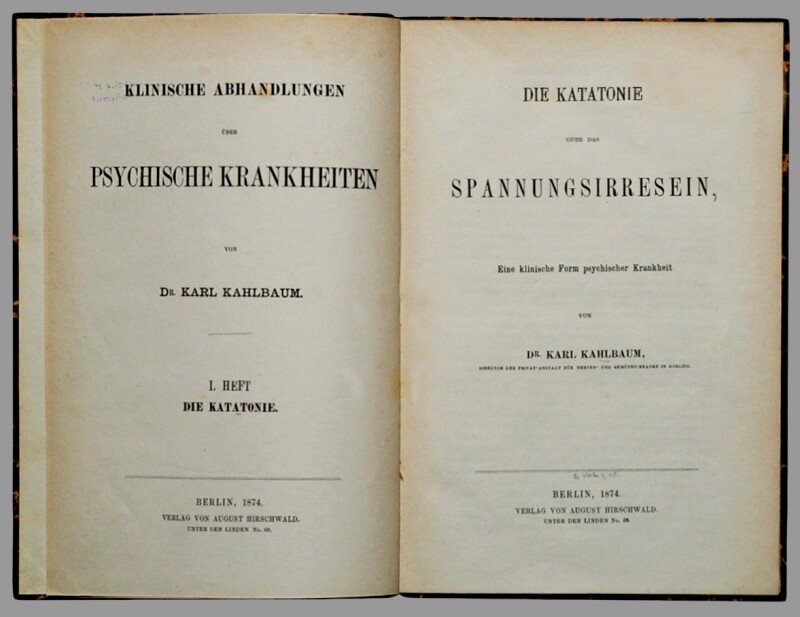 KLINISCHE ABHANDLUNGEN
ÜBER
PSYCHISCHE KRANKHEITEN
VON
DR. KARL KAHLBAUM.
I. HEFT
DIE KATATONIE.
BERLIN, 1874.
VERLAG VON AUGUST HIRSCHWALD.
UNTER DEN LINDEN No. 68.
DIE KATATONIE
ODER DAS
SPANNUNGSIRRESEIN,
Eine klinische Form psychischer Krankheit
VON
DR. KARL KAHLBAUM,
DIRECTOR DER PRIVAT-ANSTALT FÜR NERVEN- UND GEMÜTHS-KRANKE IN GÖRLITZ.
BERLIN, 1874.
VERLAG VON AUGUST HIRSCHWALD.
UNTER DEN LINDEN No. 68.